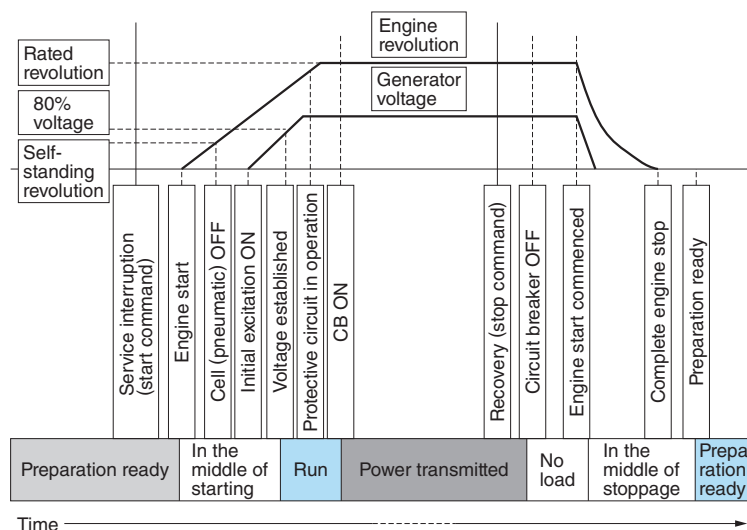 Engine
revolution
Rated
revolution
Generator
voltage
80%
voltage
Self-
standing
revolution
Service interruption
(start command)
Engine start
Cell (pneumatic) OFF
Initial excitation ON
Voltage established
Protective circuit in operation
CB ON
Recovery (stop command)
Circuit breaker OFF
Engine start commenced
Complete engine stop
Preparation ready
Preparation ready
In the
middle of
starting
Run
Power transmitted
No
load
In the
middle of
stoppage
Prepa
ration
ready
Time